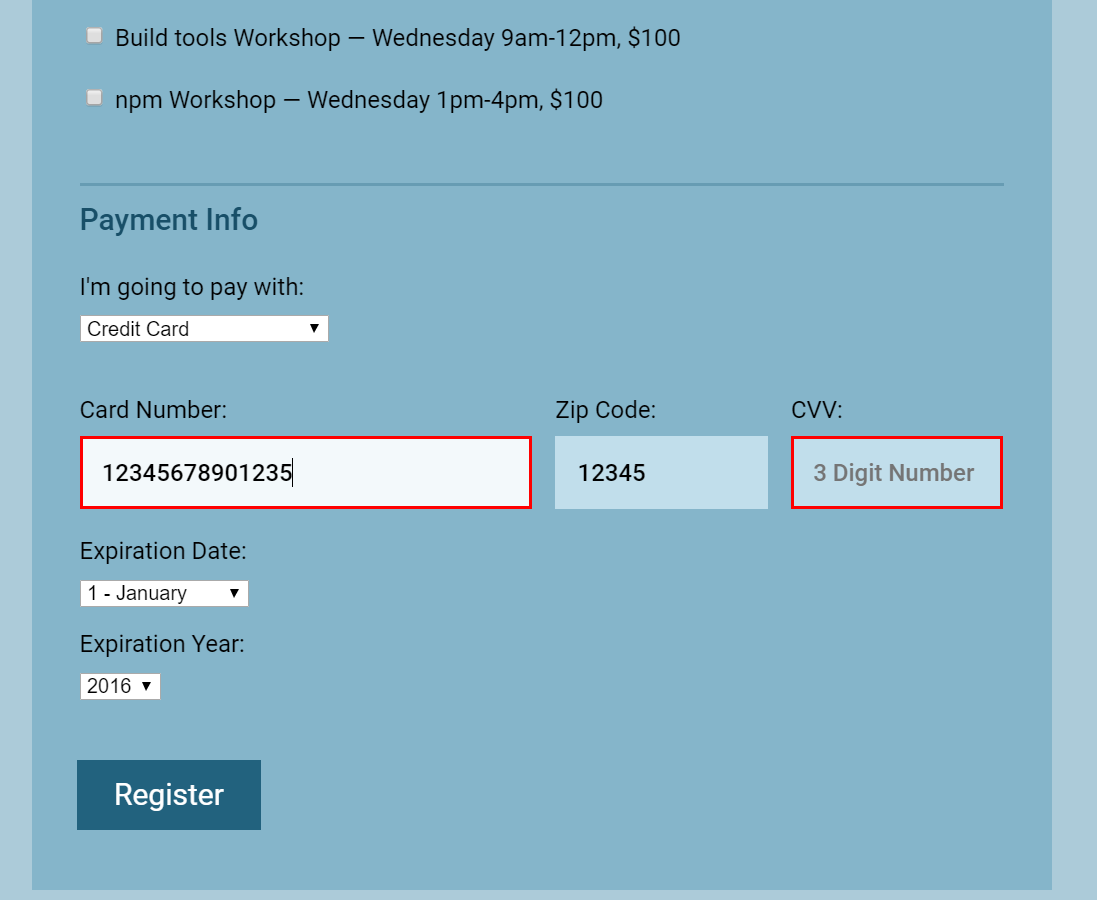 Build tools Workshop — Wednesday 9am-12pm, $100
npm Workshop — Wednesday 1pm-4pm, $100
Payment Info
I'm going to pay with:
Credit Card
Card Number: Zip Code: CVV:
12345678901235 12345 3 Digit Number
Expiration Date:
1 - January
Expiration Year:
2016
Register